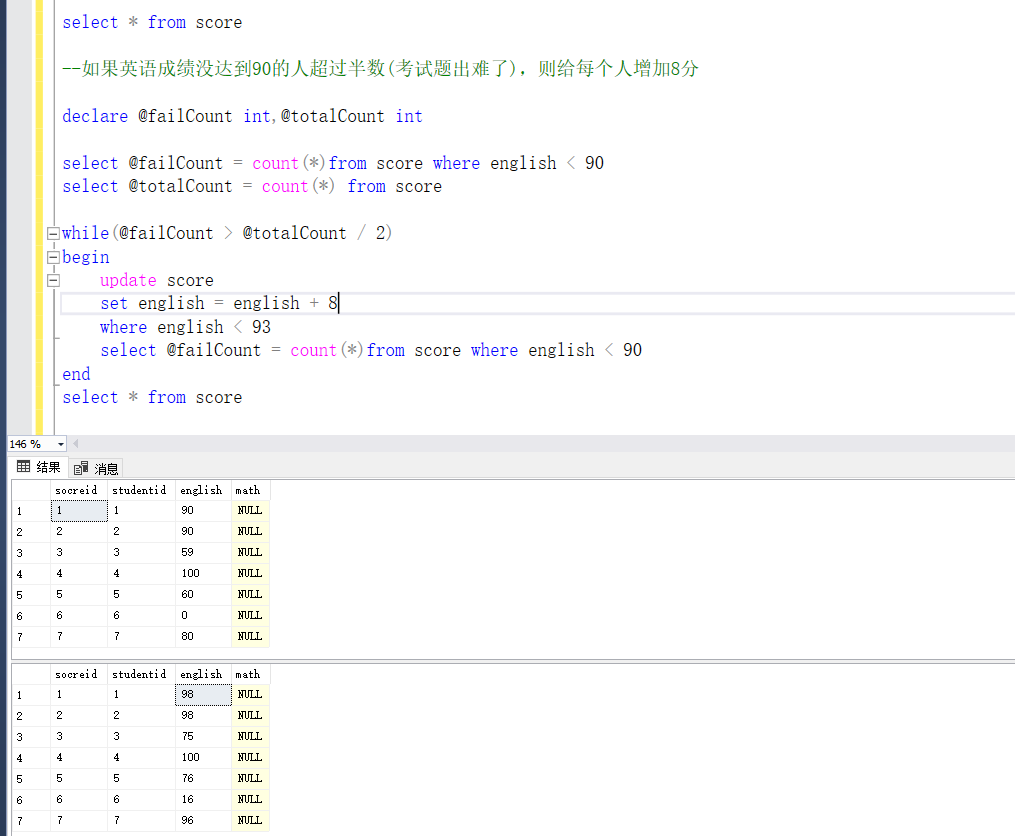 select * from score
--如果英语成绩没达到90的人超过半数(考试题出难了)，则给每个人增加8分
declare @failCount int,@totalCount int
select @failCount = count(*)from score where english < 90
select @totalCount = count(*) from score
while(@failCount > @totalCount / 2)
begin
update score
set english = english + 8
where english < 93
select @failCount = count(*)from score where english < 90
end
select * from score
146 %
结果 消息
socreid studentid english math
1 1 1 90 NULL
2 2 2 90 NULL
3 3 3 59 NULL
4 4 4 100 NULL
5 5 5 60 NULL
6 6 6 0 NULL
7 7 7 80 NULL
socreid studentid english math
1 1 1 98 NULL
2 2 2 98 NULL
3 3 3 75 NULL
4 4 4 100 NULL
5 5 5 76 NULL
6 6 6 16 NULL
7 7 7 96 NULL